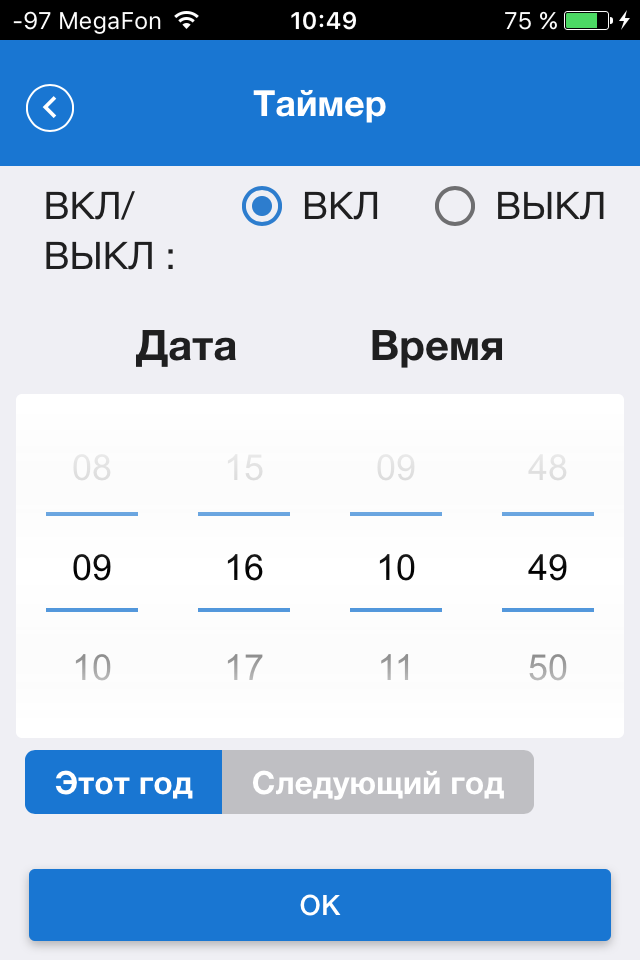 -97 MegaFon 10:49 75 %
Таймер
ВКЛ/ ВКЛ ВЫКЛ
ВЫКЛ :
Дата Время
08 15 09 48
09 16 10 49
10 17 11 50
Этот год Следующий год
ОК